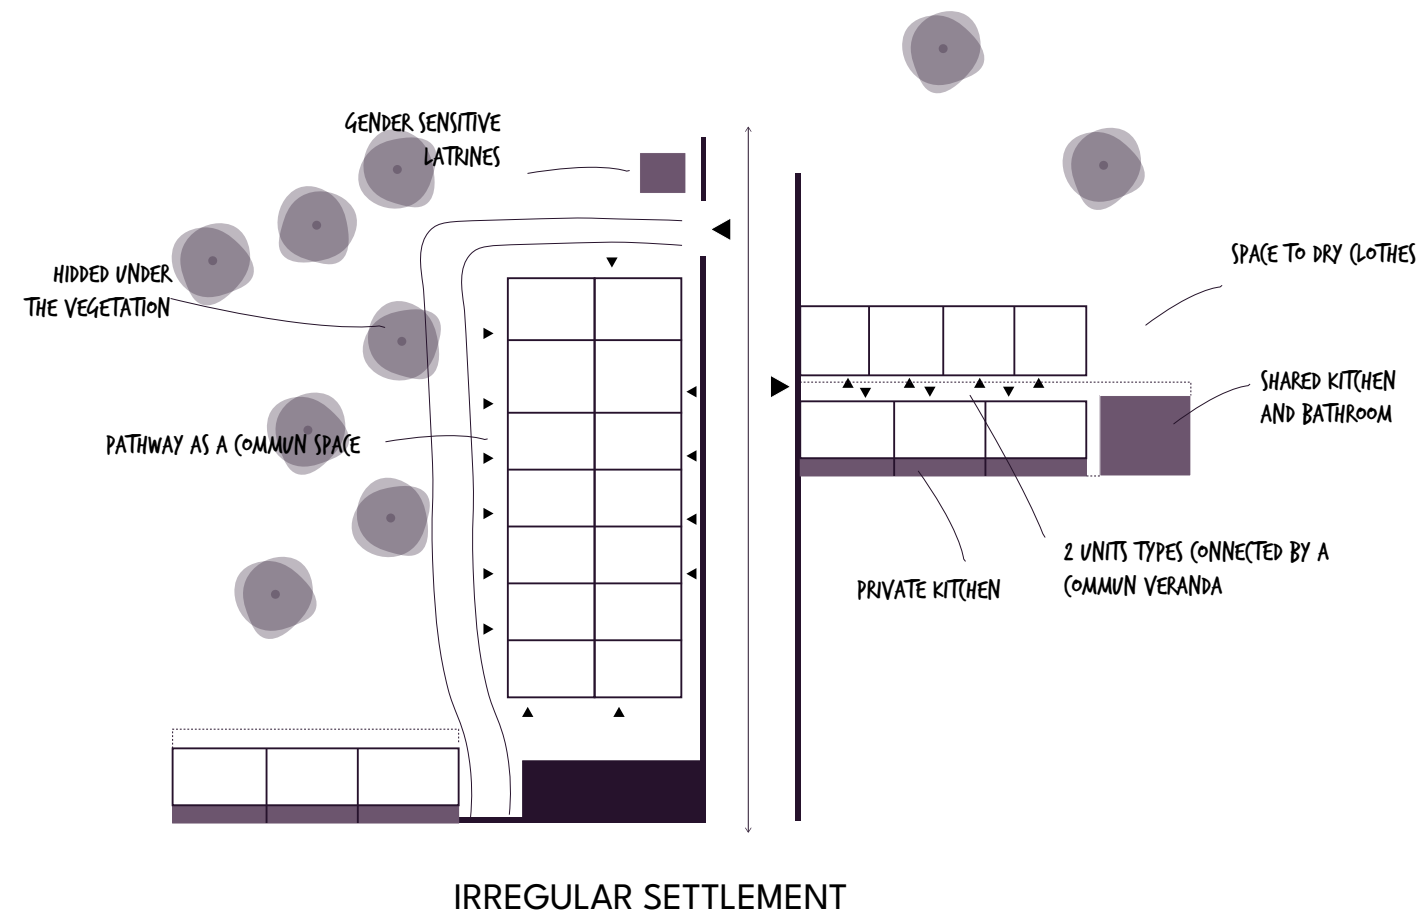 GENDER SENSITIVE
LATRINES
HIDDED UNDER
THE VEGETATION
PATHWAY AS A COMMUN SPACE
SPACE TO DRY CLOTHES
SHARED KITCHEN
AND BATHROOM
2 UNITS TYPES CONNECTED BY A
COMMUN VERANDA
PRIVATE KITCHEN
IRREGULAR SETTLEMENT